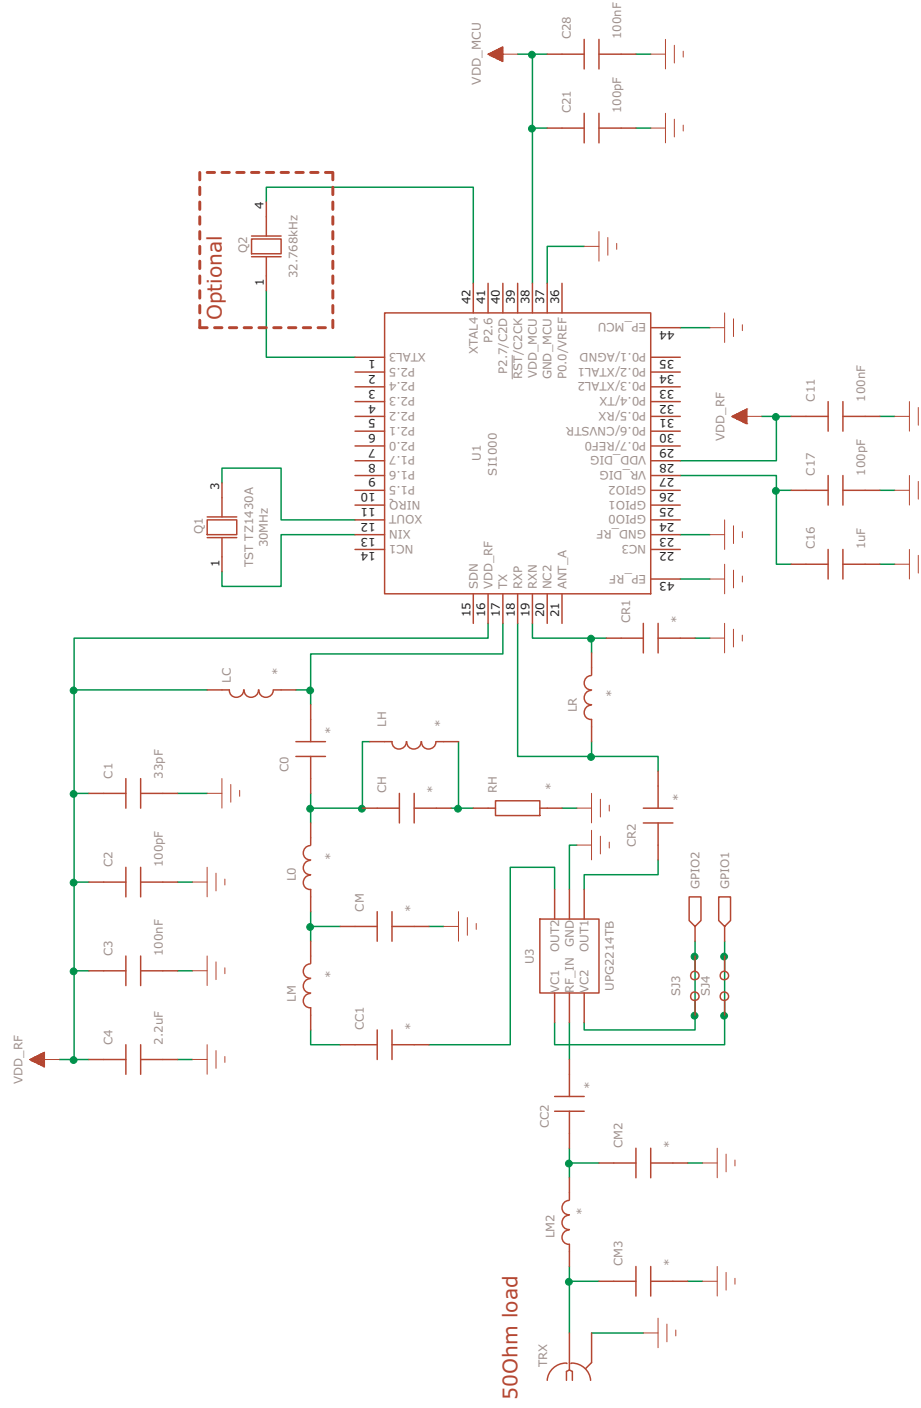 VDD_MCU
C28
100nF
C21
100pF
Optional
Q2
32.768kHz
4
1
42
41
40
39
38
37
36
XTAL4
P2.6
P2.7/C2D
RST/C2CK
VDD_MCU
GND_MCU
P0.0/VREF
XTAL3
P2.5
P2.4
P2.3
P2.2
P2.1
P2.0
P1.7
P1.6
P1.5
NIRQ
XOUT
XIN
NC1
1
2
3
4
5
6
7
8
9
10
11
12
13
14
U1
SI1000
EP_MCU
P0.1/AGND
P0.2/XTAL1
P0.3/XTAL2
P0.4/TX
P0.5/RX
P0.6/CNVSTR
P0.7/REF0
VDD_DIG
VR_DIG
GPIO2
GPIO1
GPIO0
GND_RF
NC3
EP_RF
44
35
34
33
32
31
30
29
28
27
26
25
24
23
22
43
VDD_RF
C11
100nF
C17
100pF
C16
1uF
Q1
TST TZ1430A
30MHz
3
1
SDN
VDD_RF
TX
RXP
RXN
NC2
ANT_A
15
16
17
18
19
20
21
CR1
*
LC
*
LR
*
C0
*
LH
*
CH
*
RH
*
CR2
*
C1
33pF
C2
100pF
C3
100nF
C4
2.2uF
VDD_RF
L0
*
CM
*
LM
*
CC1
*
U3
OUT2
GND
OUT1
VC1
RF_IN
VC2
UPG2214TB
GPIO2
GPIO1
SJ3
SJ4
CC2
*
CM2
*
LM2
*
CM3
*
50Ohm load
TRX